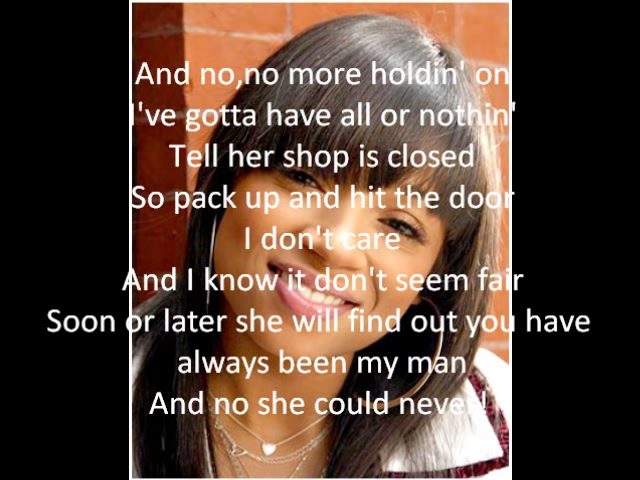 And no,no more holdin' on
I've gotta have all or nothin'
Tell her shop is closed
So pack up and hit the door
I don't care
And I know it don't seem fair
Soon or later she will find out you have
always been my man
And no she could never!